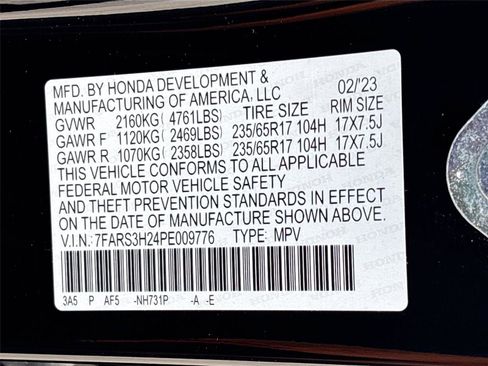 MFD. BY HONDA DEVELOPMENT &
MANUFACTURING OF AMERICA, LLC 02/'23
GVWR 2160KG( 4761LBS) TIRE SIZE RIM SIZE
GAWR F 1120KG( 2469LBS) 235/65R17 104H 17X7.5J
GAWR R 1070KG( 2358LBS) 235/65R17 104H 17X7.5J
THIS VEHICLE CONFORMS TO ALL APPLICABLE
FEDERAL MOTOR VEHICLE SAFETY
AND THEFT PREVENTION STANDARDS IN EFFECT
ON THE DATE OF MANUFACTURE SHOWN ABOVE.
V.I.N.: 7FARS3H24PE009776 TYPE: MPV
3A5 P AF5 -NH731P -A -E